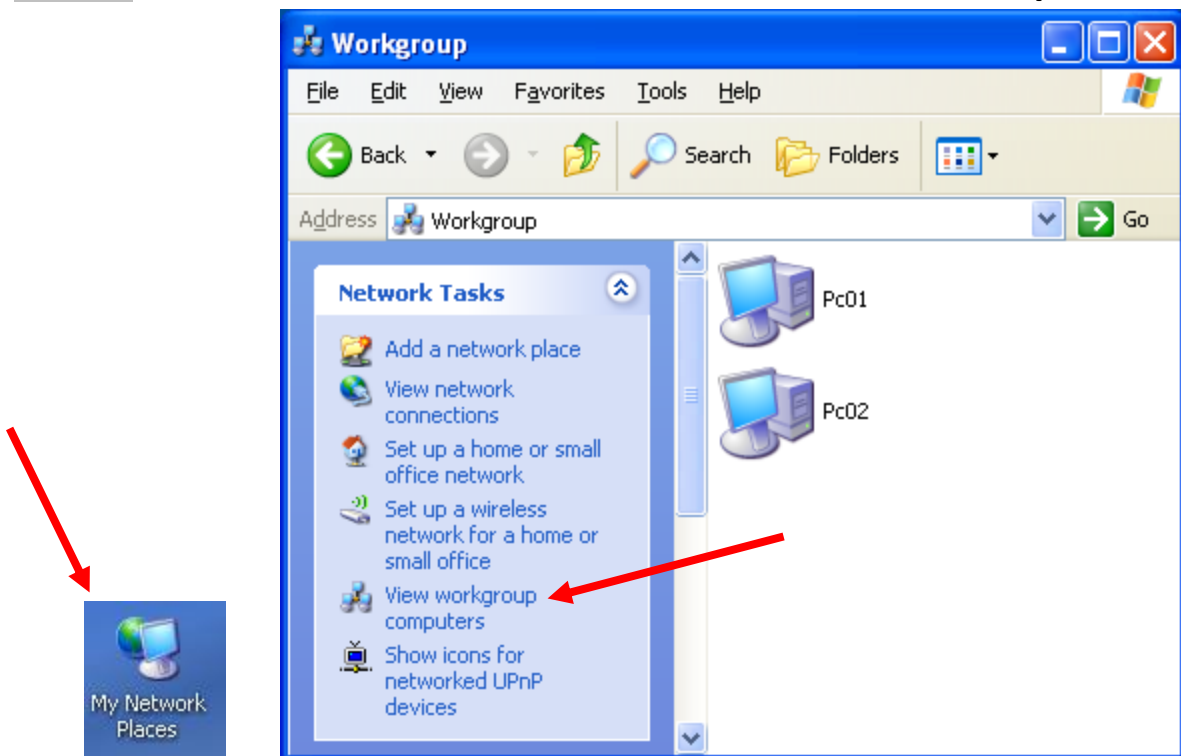 Workgroup
File Edit View Favorites Tools Help
Back Search Folders
Address Workgroup Go
Network Tasks
Add a network place
View network
connections
Set up a home or small
office network
Set up a wireless
network for a home or
small office
View workgroup
computers
Show icons for
networked UPnP
devices
Pc01
Pc02
My Network
Places